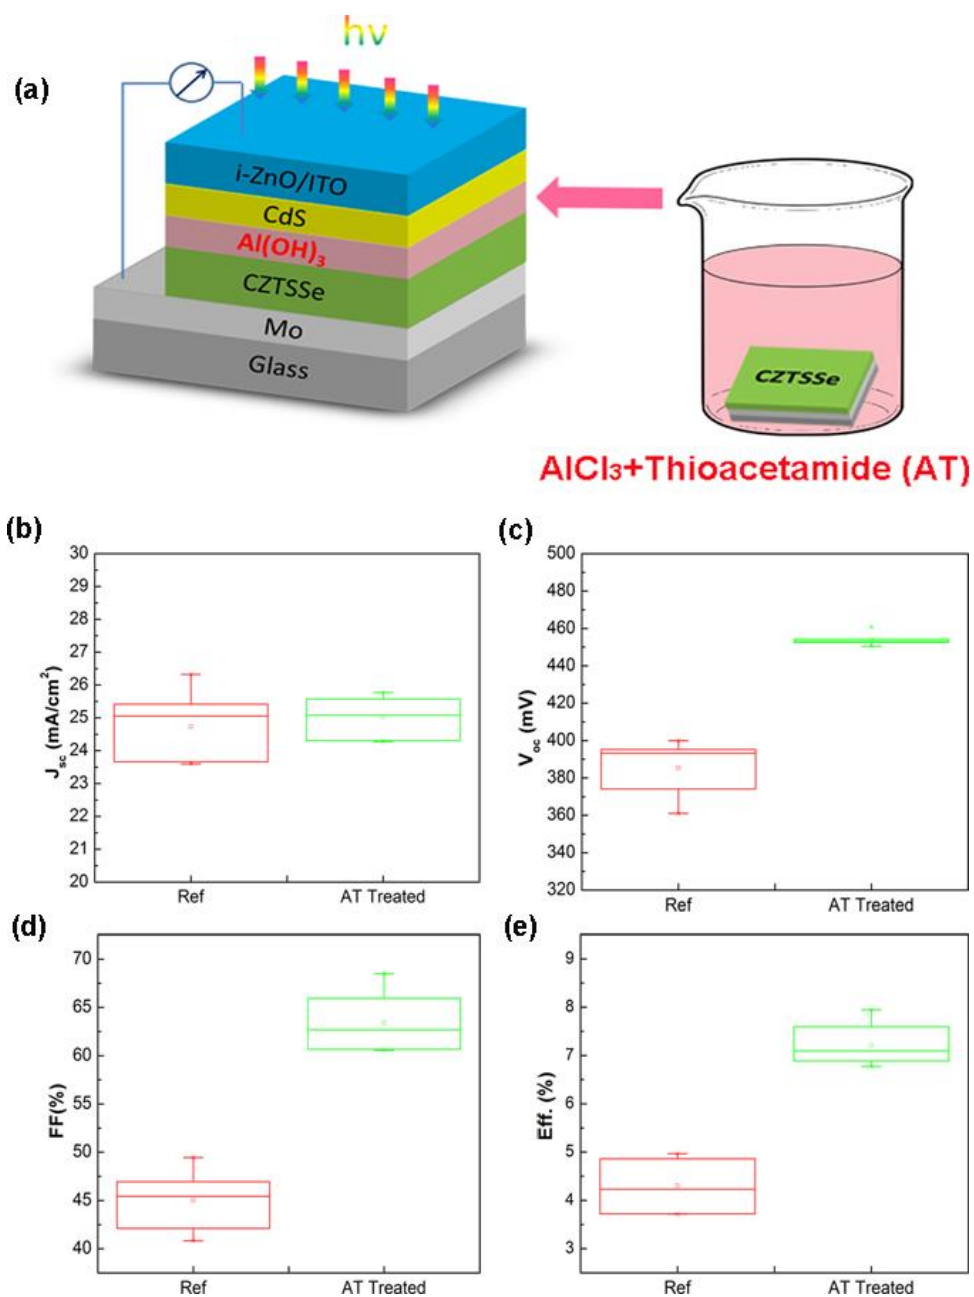 hν
(a)
i-ZnO/ITO
CdS
Al(OH)₃
CZTSSe
Mo
Glass
CZTSSe
AlCl₃+Thioacetamide (AT)
(b)
30
29
28
27
26
25
24
23
22
21
20
J_sc (mA/cm²)
Ref
AT Treated
(c)
500
480
460
440
420
400
380
360
340
320
V_oc (mV)
Ref
AT Treated
(d)
70
65
60
55
50
45
40
FF(%)
Ref
AT Treated
(e)
9
8
7
6
5
4
3
Eff. (%)
Ref
AT Treated